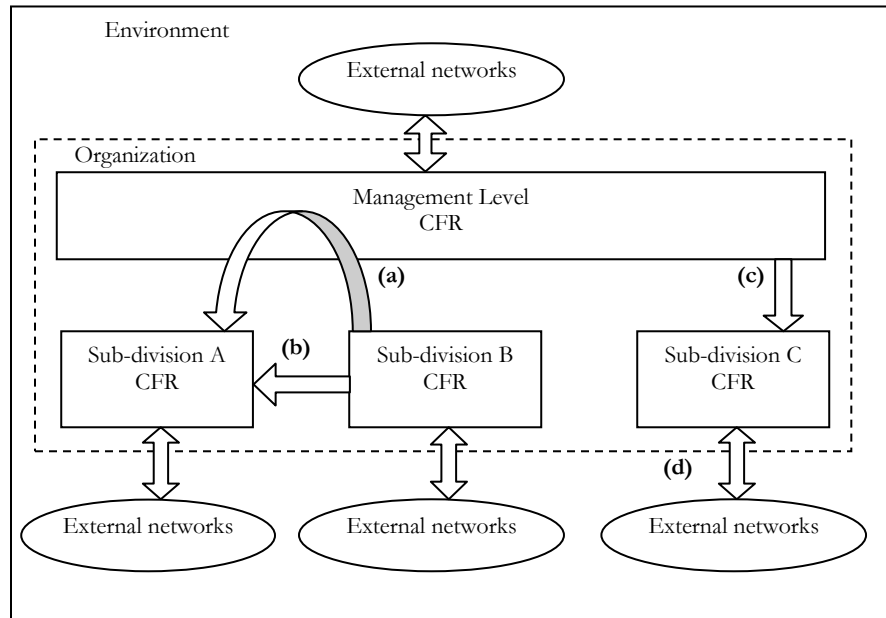 Environment
External networks
Organization
Management Level
CFR
(a)
(c)
(b)
Sub-division A
CFR
Sub-division B
CFR
Sub-division C
CFR
(d)
External networks
External networks
External networks